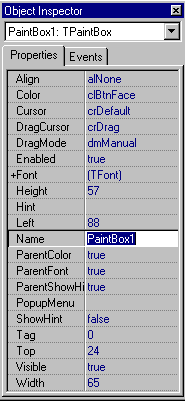 Object Inspector
PaintBox1: TPaintBox
Properties Events
Align alNone
Color clBtnFace
Cursor crDefault
DragCursor crDrag
DragMode dmManual
Enabled true
+Font (TFont)
Height 57
Hint
Left 88
Name PaintBox1
ParentColor true
ParentFont true
ParentShowHi true
PopupMenu
ShowHint false
Tag 0
Top 24
Visible true
Width 65